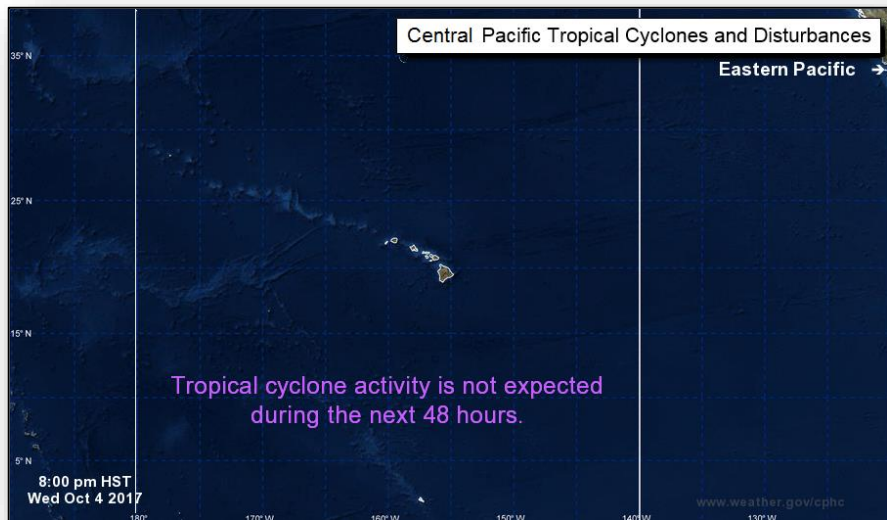 Central Pacific Tropical Cyclones and Disturbances
35° N
Eastern Pacific →
25° N
15° N
Tropical cyclone activity is not expected
during the next 48 hours.
5° N
8:00 pm HST
Wed Oct 4 2017
www.weather.gov/cphc
180° 170° W 160° W 150° W 140° W 130° W